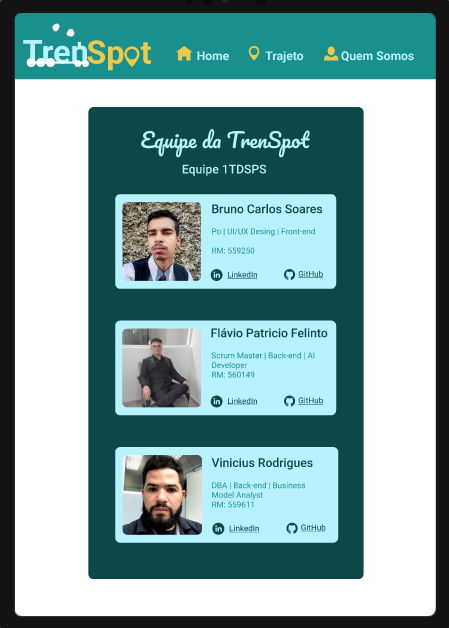 TrenSpot
Home
Trajeto
Quem Somos
Equipe da TrenSpot
Equipe 1TDSPS
Bruno Carlos Soares
Po | UI/UX Desing | Front-end
RM: 559250
LinkedIn
GitHub
Flávio Patricio Felinto
Scrum Master | Back-end | AI
Developer
RM: 560149
LinkedIn
GitHub
Vinicius Rodrigues
DBA | Back-end | Business
Model Analyst
RM: 559611
LinkedIn
GitHub